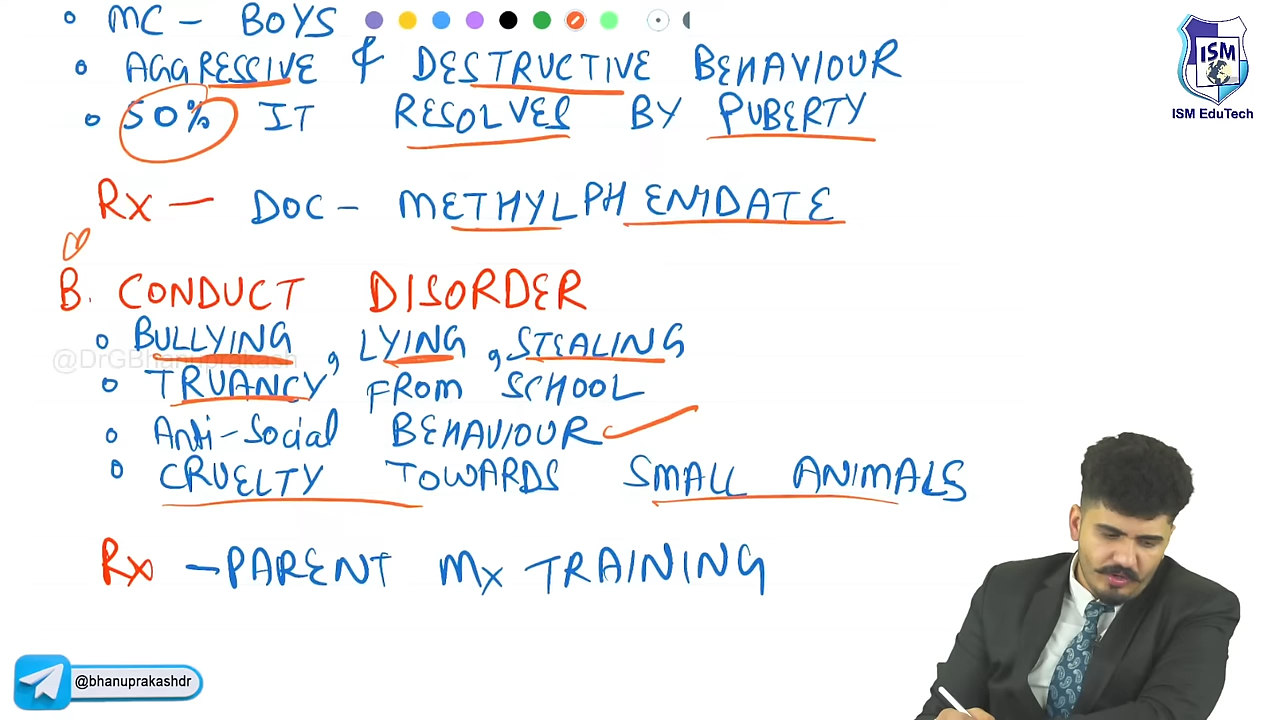 MC - BOYS
AGGRESSIVE & DESTRUCTIVE BEHAVIOUR
50% IT RESOLVES BY PUBERTY
Rx - DOC - METHYLPHENIDATE
B. CONDUCT DISORDER
BULLYING, LYING, STEALING
TRUANCY FROM SCHOOL
Anti-Social BEHAVIOUR
CRUELTY TOWARDS SMALL ANIMALS
Rx - PARENT Mx TRAINING
ISM
ISM EduTech
@DrGBhanuprakash
@bhanuprakashdr